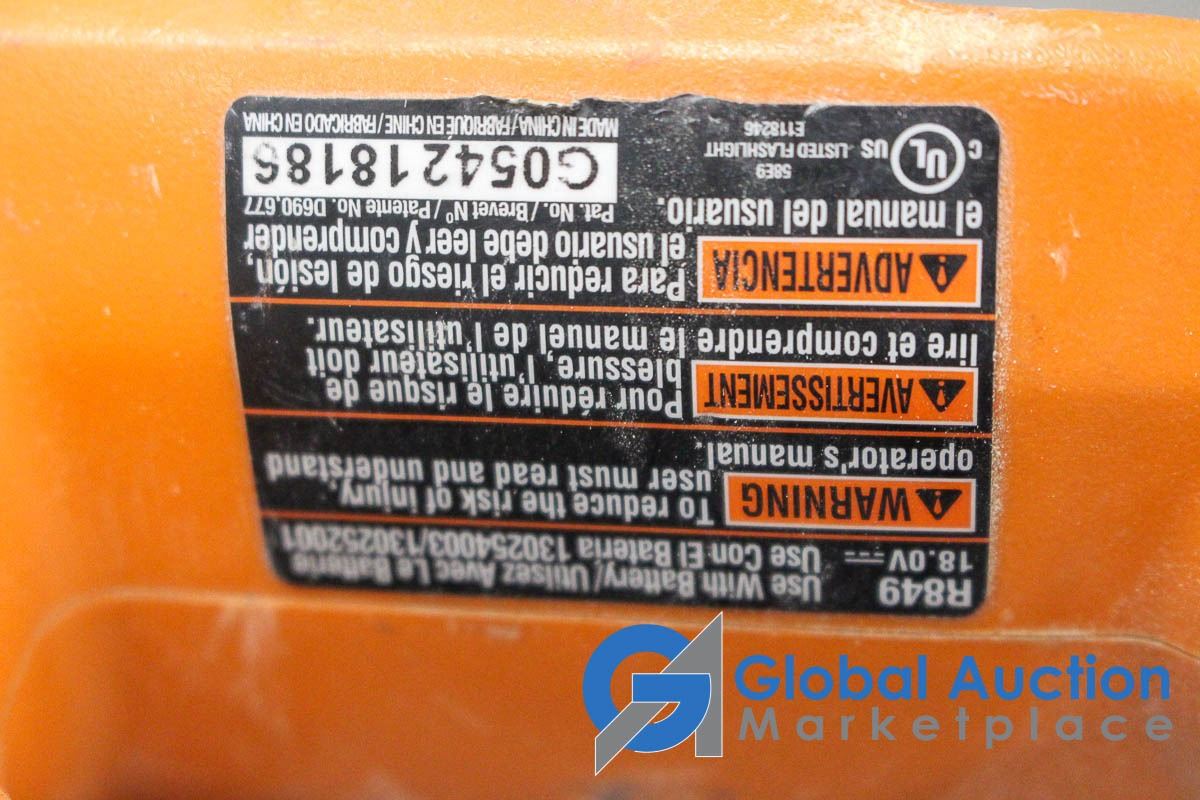 R849 Use With Battery/ Utilsez Avec Le Batterie
18.0V Use Con El Bateria 130254003/130252001
WARNING To reduce the risk of injury,
user must read and understand
operator's manual.
AVERTISSEMENT Pour réduire le risque de
blessure, l'utilisateur doit
lire et comprendre le manuel de l'utilisateur.
ADVERTENCIA Para reducir el riesgo de lesión,
el usuario debe leer y comprender
el manual del usuario.
Pat. No. / Brevet Nº / Patente No. D690,677
C UL US
58E9
LISTED FLASHLIGHT
E118246
G054218186
MADE IN CHINA / FABRIQUÉ EN CHINE / FABRICADO EN CHINA
Global Auction
Marketplace